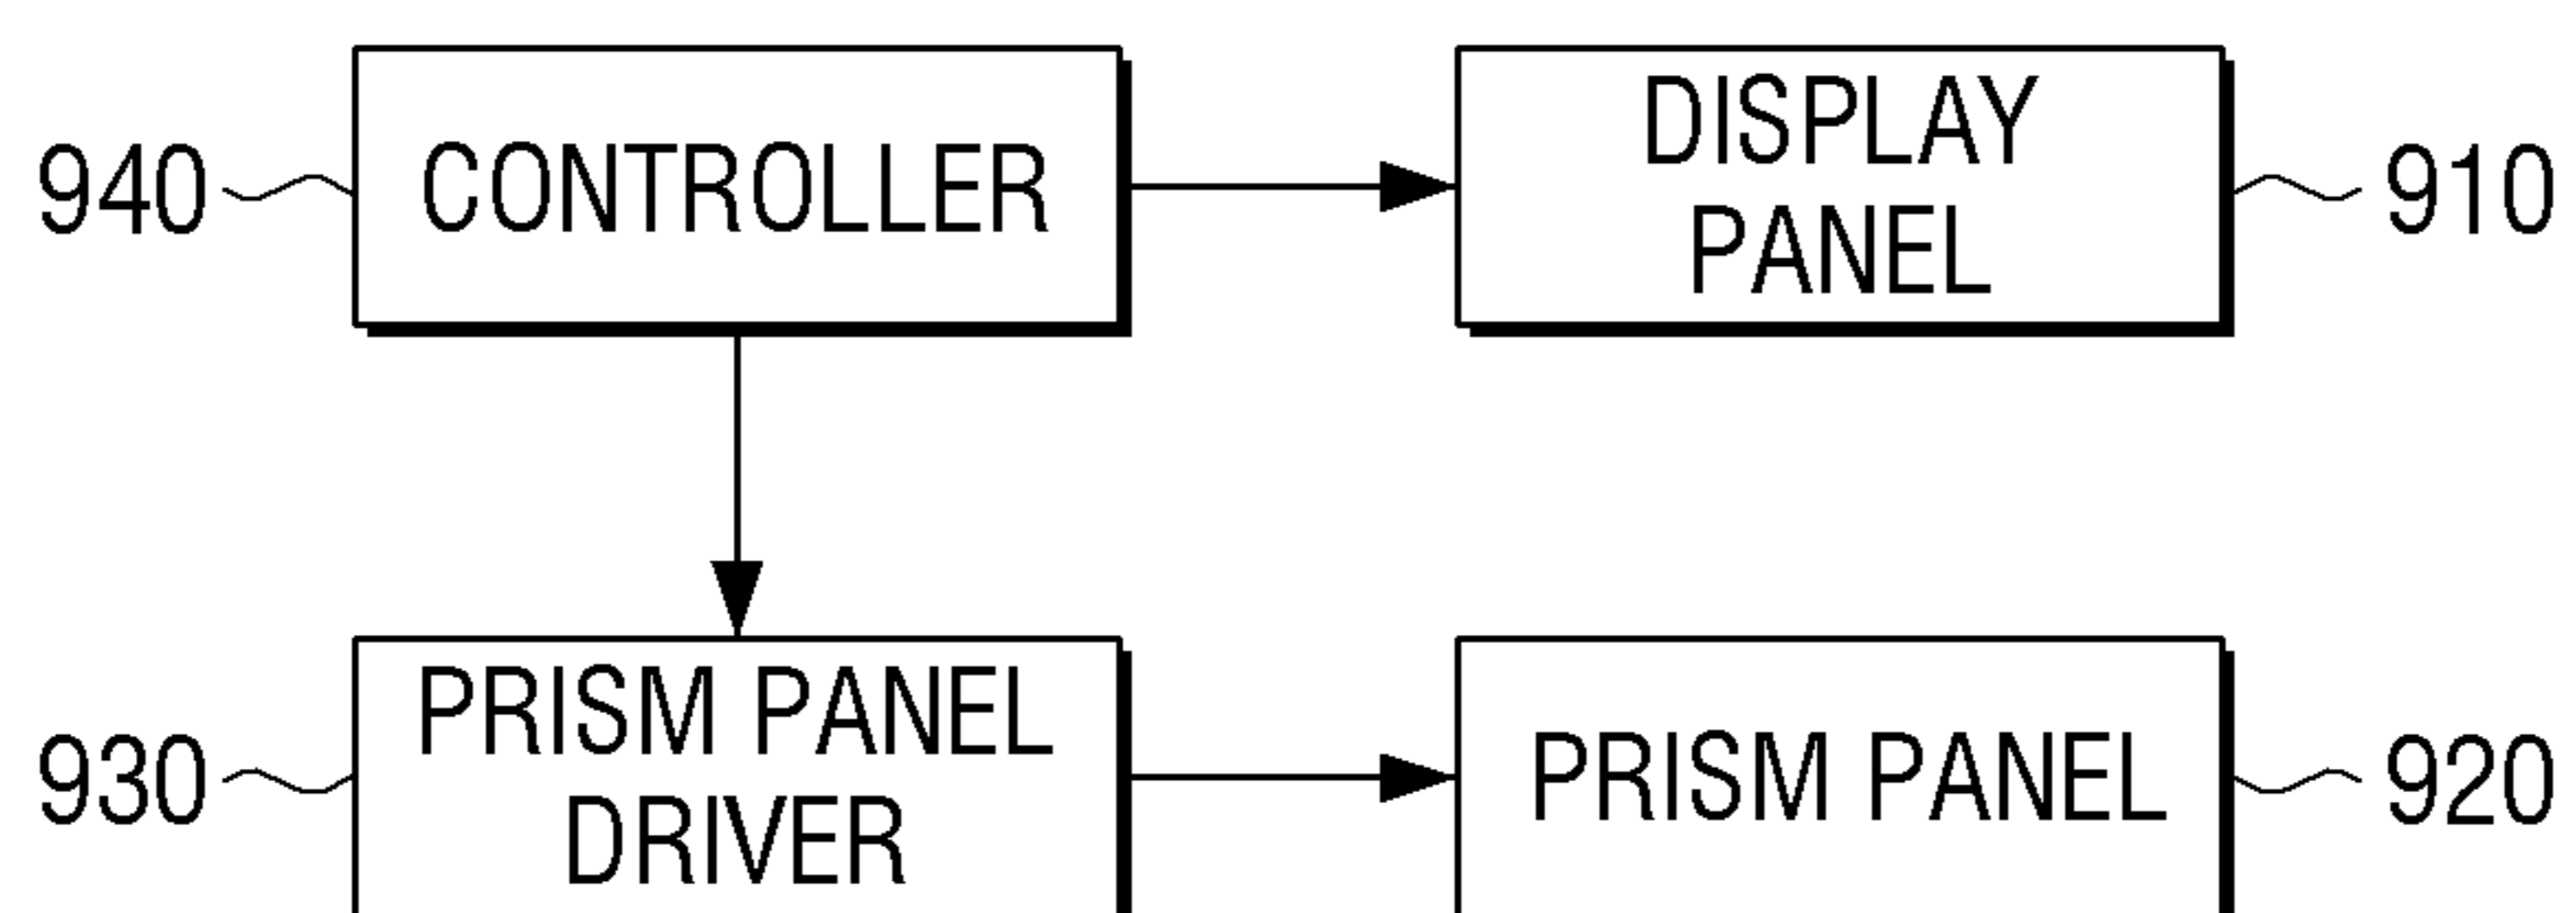 940
CONTROLLER
DISPLAY
PANEL
910
930
PRISM PANEL
DRIVER
PRISM PANEL
920